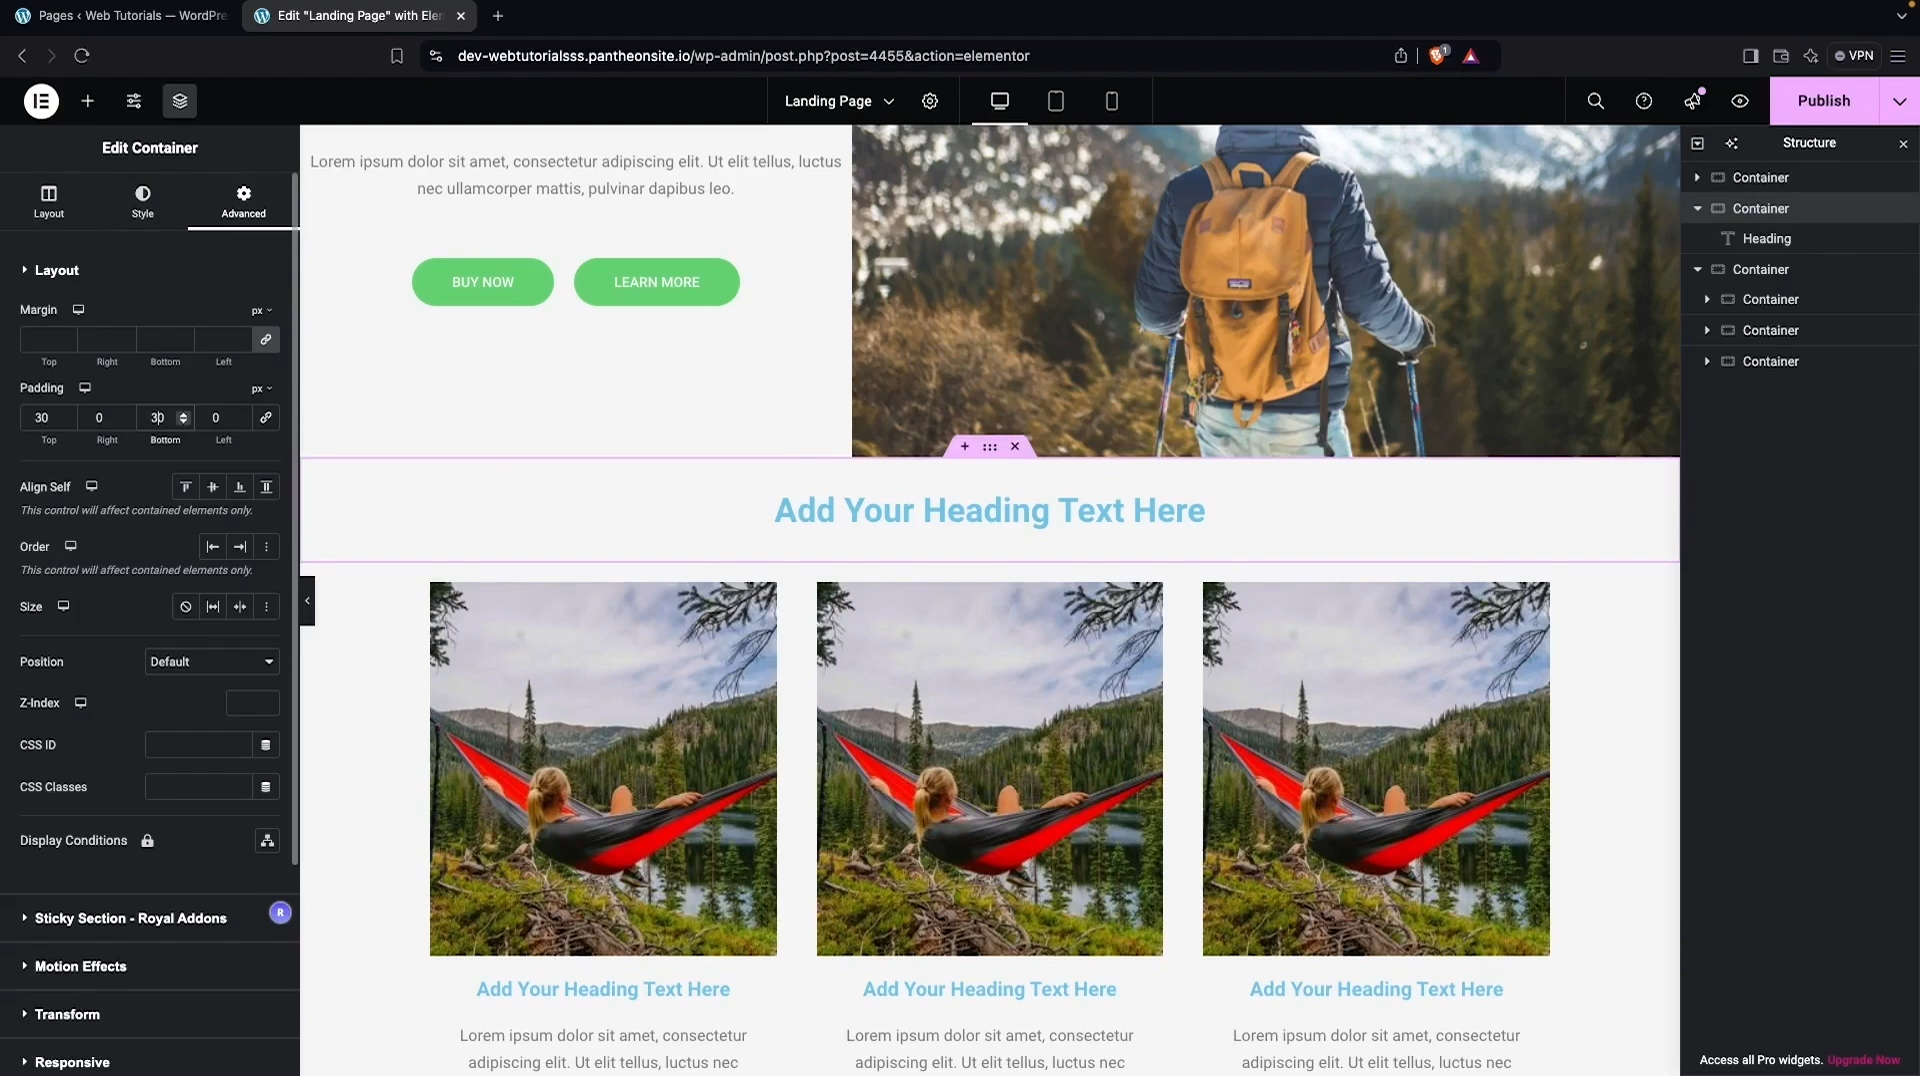 Pages ‹ Web Tutorials — WordPre
Edit "Landing Page" with Ele
dev-webtutorialsss.pantheonsite.io/wp-admin/post.php?post=4455&action=elementor
1
VPN
Landing Page
Publish
Edit Container
Layout
Style
Advanced
Layout
Margin
px
Top
Right
Bottom
Left
Padding
px
30
0
30
0
Top
Right
Bottom
Left
Align Self
This control will affect contained elements only.
Order
This control will affect contained elements only.
Size
Position
Default
Z-Index
CSS ID
CSS Classes
Display Conditions
Sticky Section - Royal Addons
R
Motion Effects
Transform
Responsive
Lorem ipsum dolor sit amet, consectetur adipiscing elit. Ut elit tellus, luctus
nec ullamcorper mattis, pulvinar dapibus leo.
BUY NOW
LEARN MORE
Add Your Heading Text Here
Add Your Heading Text Here
Lorem ipsum dolor sit amet, consectetur
adipiscing elit. Ut elit tellus, luctus nec
Add Your Heading Text Here
Lorem ipsum dolor sit amet, consectetur
adipiscing elit. Ut elit tellus, luctus nec
Add Your Heading Text Here
Lorem ipsum dolor sit amet, consectetur
adipiscing elit. Ut elit tellus, luctus nec
Structure
Container
Container
Heading
Container
Container
Container
Container
Access all Pro widgets. Upgrade Now